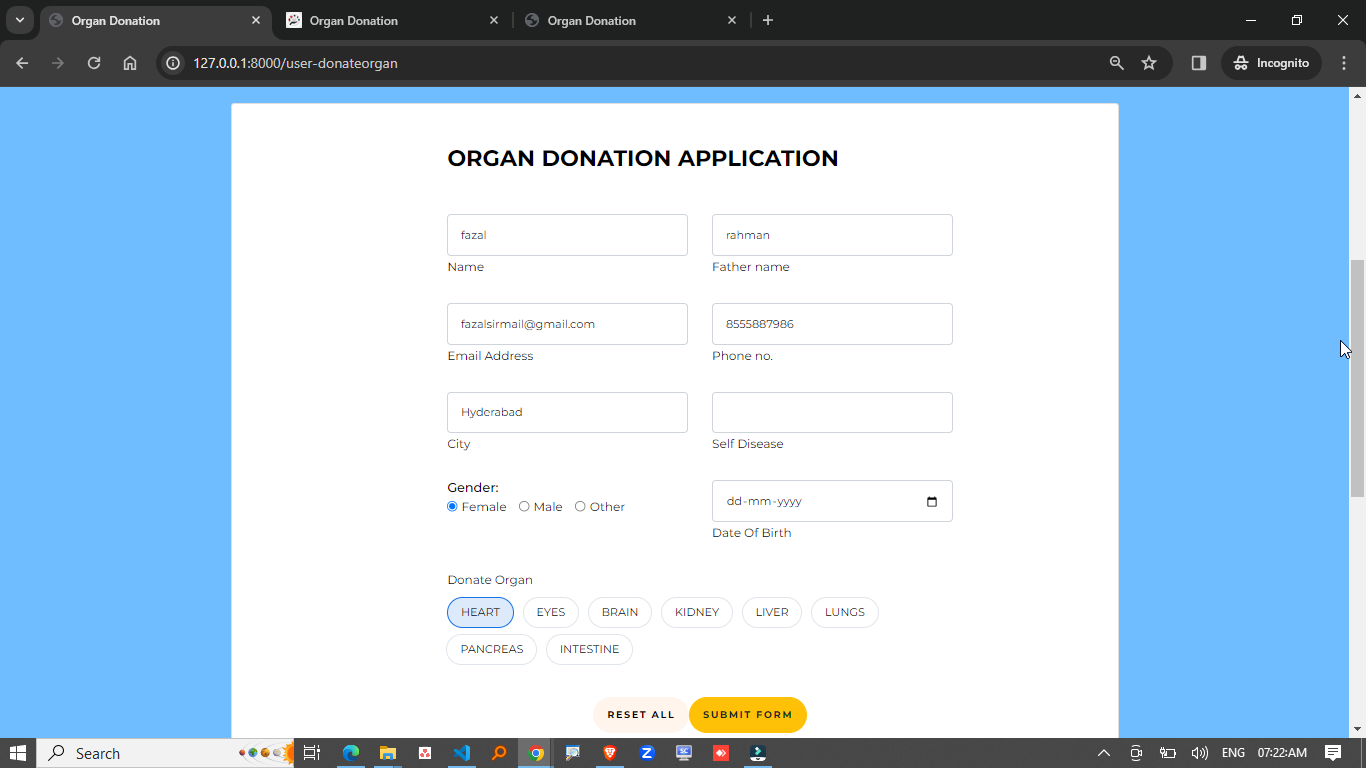 Organ Donation Organ Donation Organ Donation
127.0.0.1:8000/user-donateorgan Incognito
ORGAN DONATION APPLICATION
fazal rahman
Name Father name
fazalsirmail@gmail.com 8555887986
Email Address Phone no.
Hyderabad
City Self Disease
Gender:
Female Male Other
dd-mm-yyyy
Date Of Birth
Donate Organ
HEART EYES BRAIN KIDNEY LIVER LUNGS
PANCREAS INTESTINE
RESET ALL SUBMIT FORM
Search ENG 07:22:AM